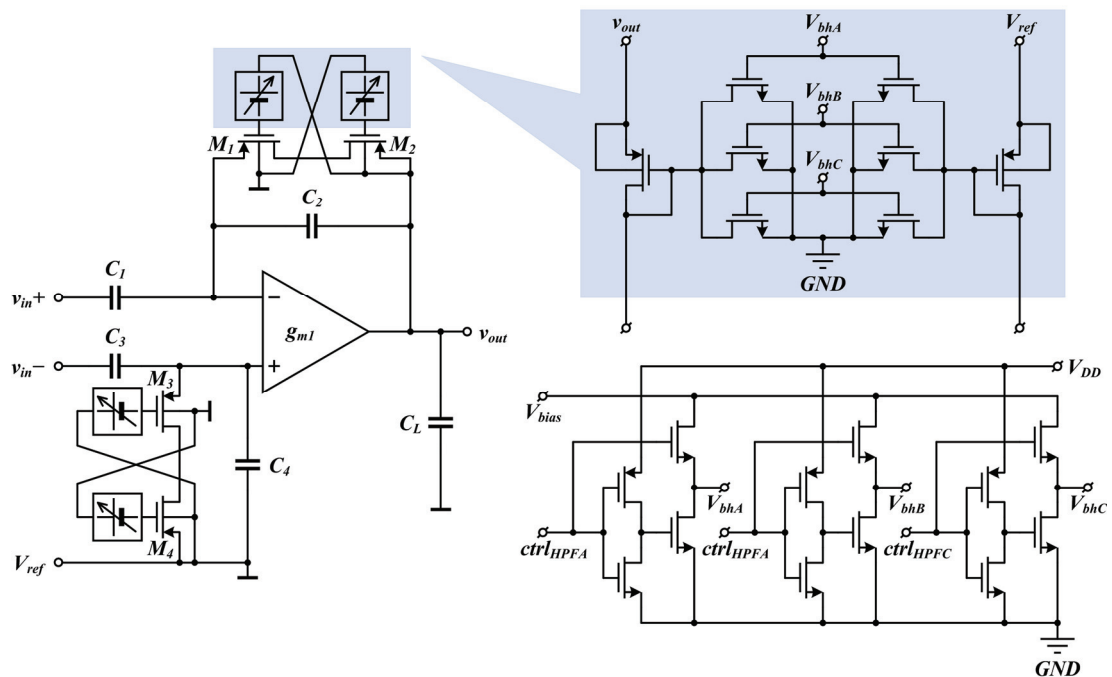 v_out
V_bhA
V_ref
V_bhB
V_bhC
GND
M_1
M_2
C_2
C_1
v_in+
g_m1
v_out
C_3
v_in−
M_3
C_L
C_4
M_4
V_ref
V_DD
V_bias
V_bhA
V_bhB
V_bhC
ctrl_HPFA
ctrl_HPFA
ctrl_HPFC
GND
−
+